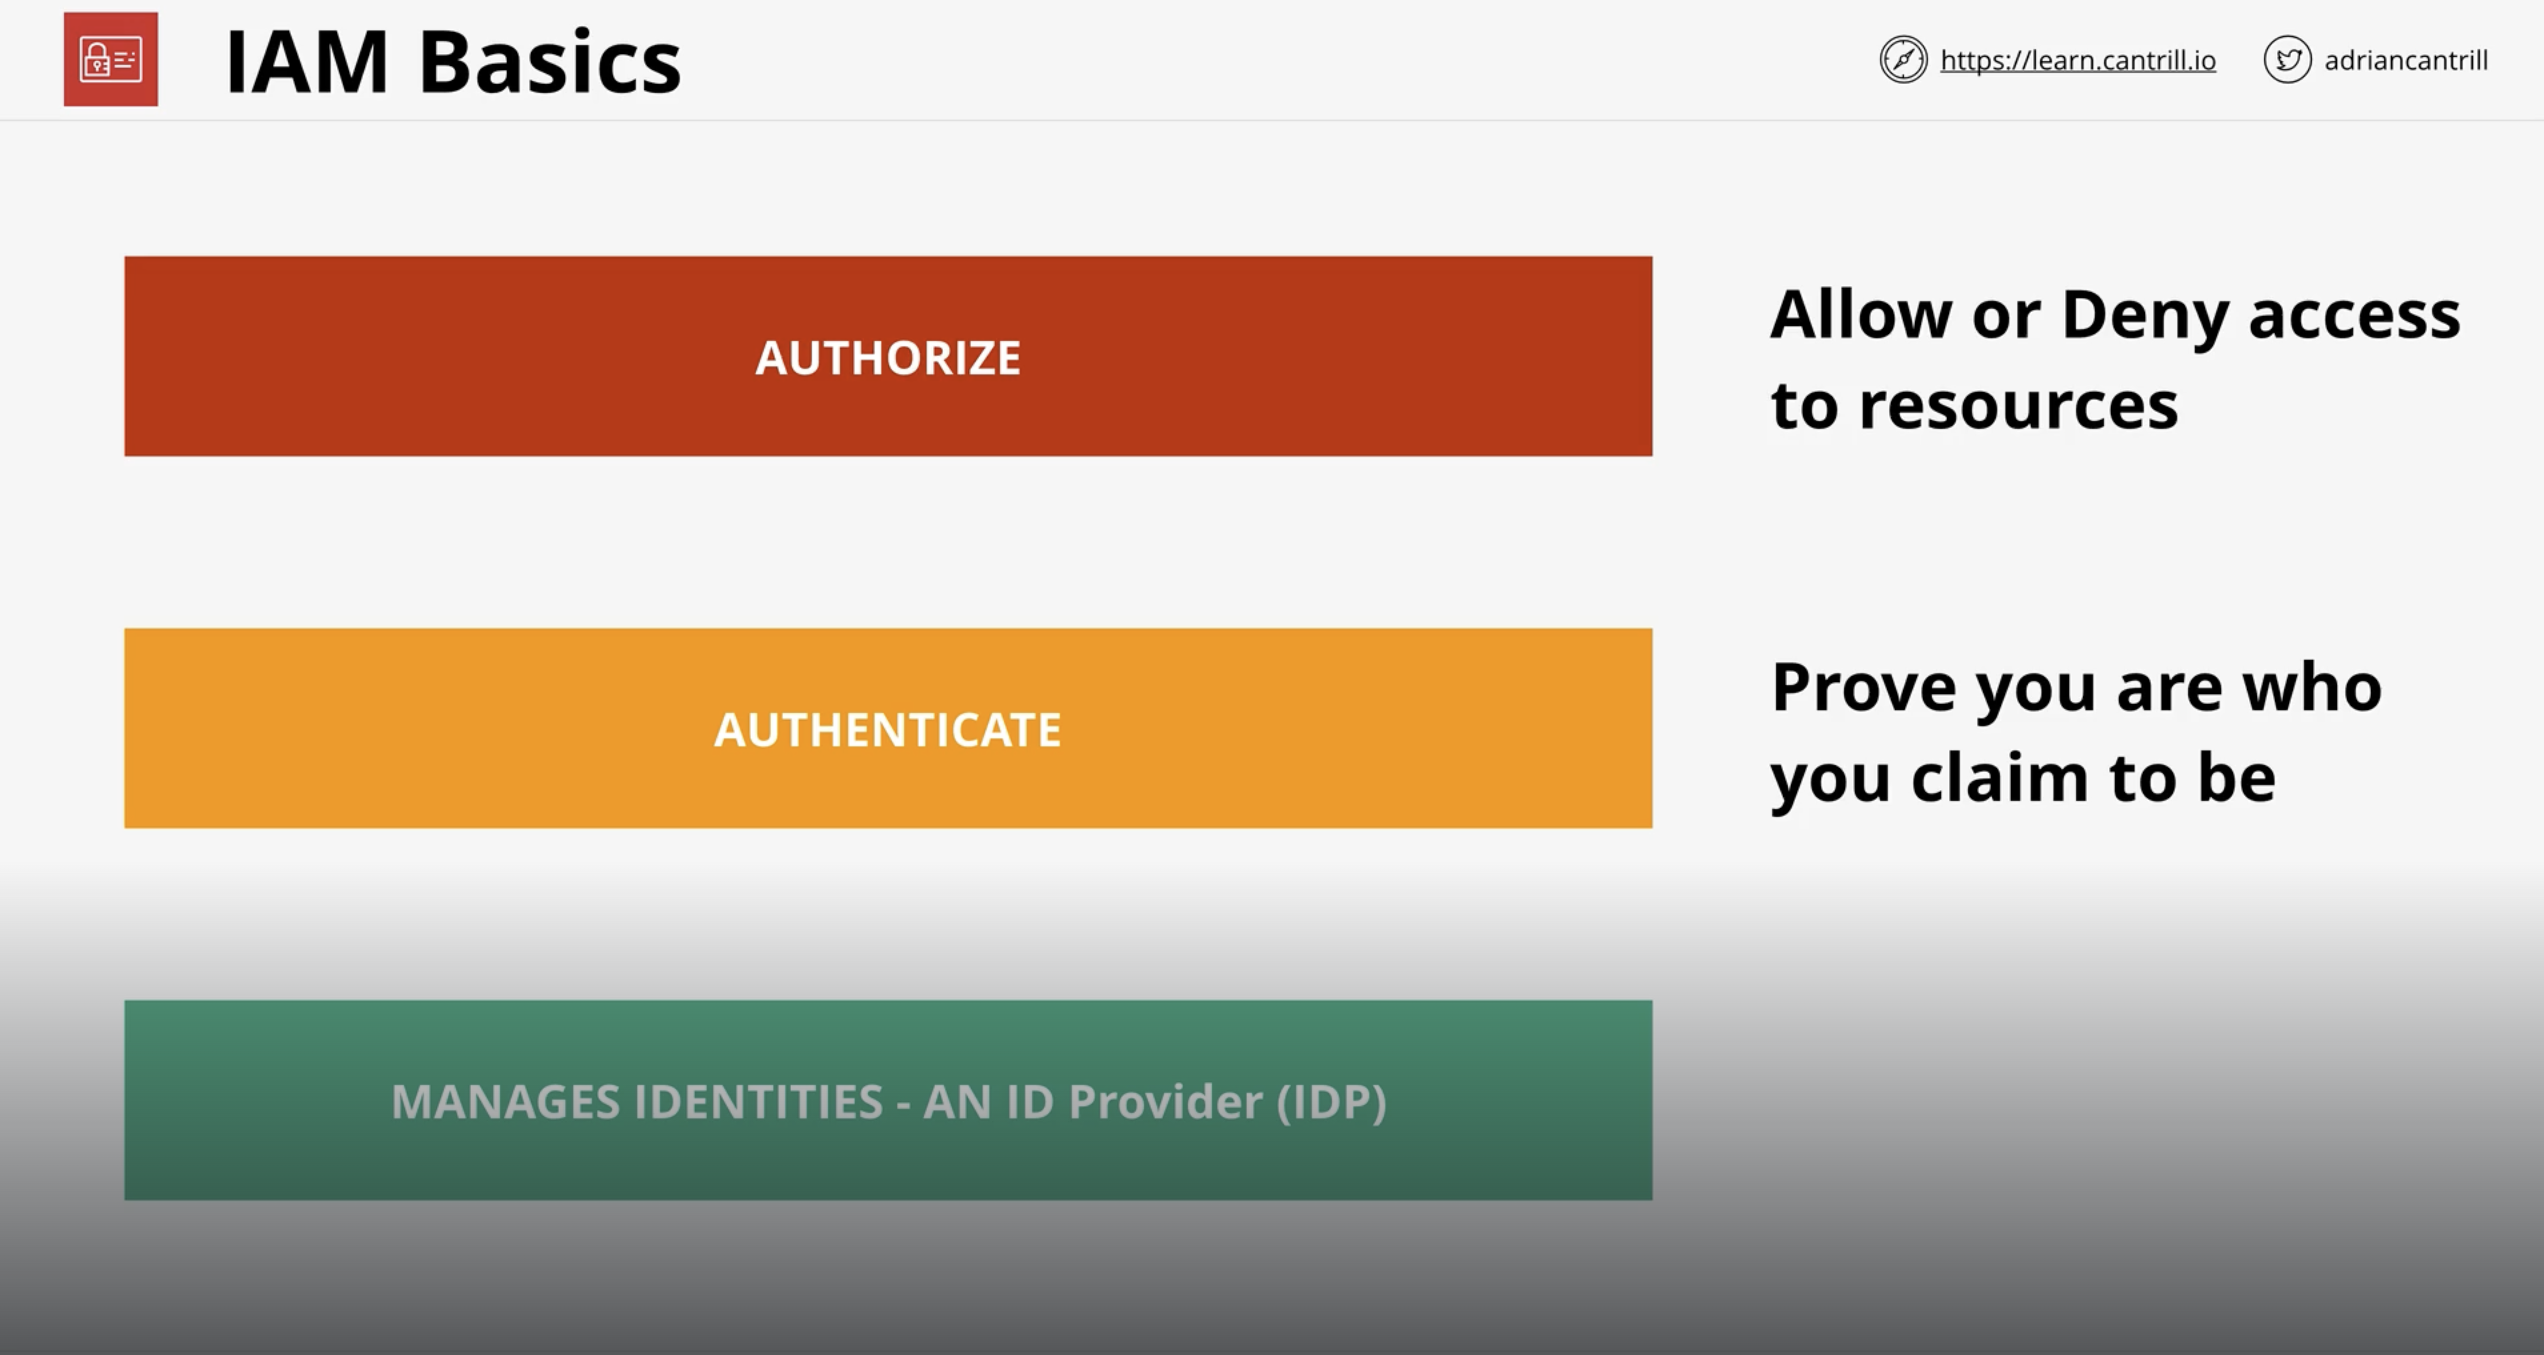 IAM Basics
https://learn.cantrill.io
adriancantrill
AUTHORIZE
Allow or Deny access
to resources
AUTHENTICATE
Prove you are who
you claim to be
MANAGES IDENTITIES - AN ID Provider (IDP)